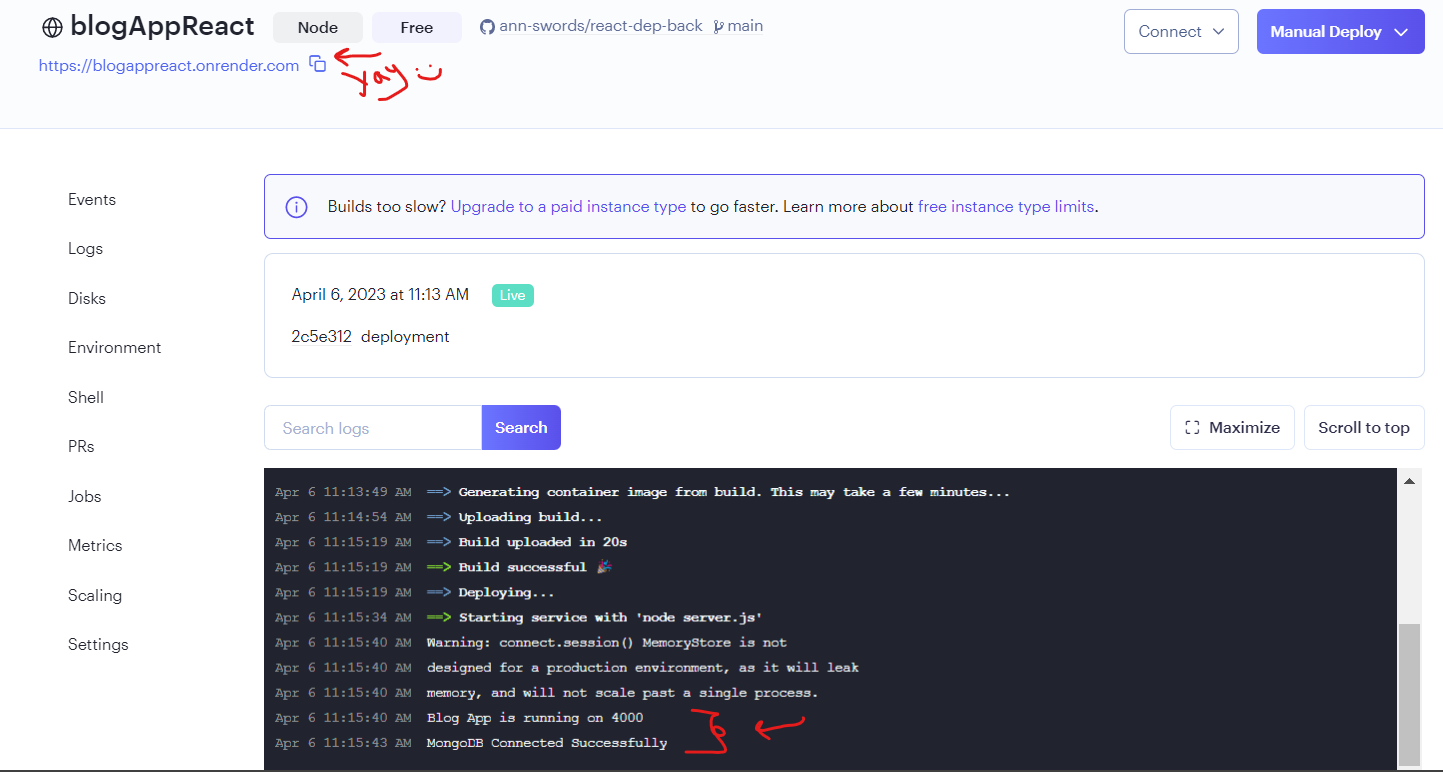 blogAppReact Node Free ann-swords/react-dep-back main Connect Manual Deploy
https://blogappreact.onrender.com yay
Events
Logs
Disks
Environment
Shell
PRs
Jobs
Metrics
Scaling
Settings
Builds too slow? Upgrade to a paid instance type to go faster. Learn more about free instance type limits.
April 6, 2023 at 11:13 AM Live
2c5e312 deployment
Search logs Search Maximize Scroll to top
Apr 6 11:13:49 AM ==> Generating container image from build. This may take a few minutes...
Apr 6 11:14:54 AM ==> Uploading build...
Apr 6 11:15:19 AM ==> Build uploaded in 20s
Apr 6 11:15:19 AM ==> Build successful 🎉
Apr 6 11:15:19 AM ==> Deploying...
Apr 6 11:15:34 AM ==> Starting service with 'node server.js'
Apr 6 11:15:40 AM Warning: connect.session() MemoryStore is not
Apr 6 11:15:40 AM designed for a production environment, as it will leak
Apr 6 11:15:40 AM memory, and will not scale past a single process.
Apr 6 11:15:40 AM Blog App is running on 4000
Apr 6 11:15:43 AM MongoDB Connected Successfully